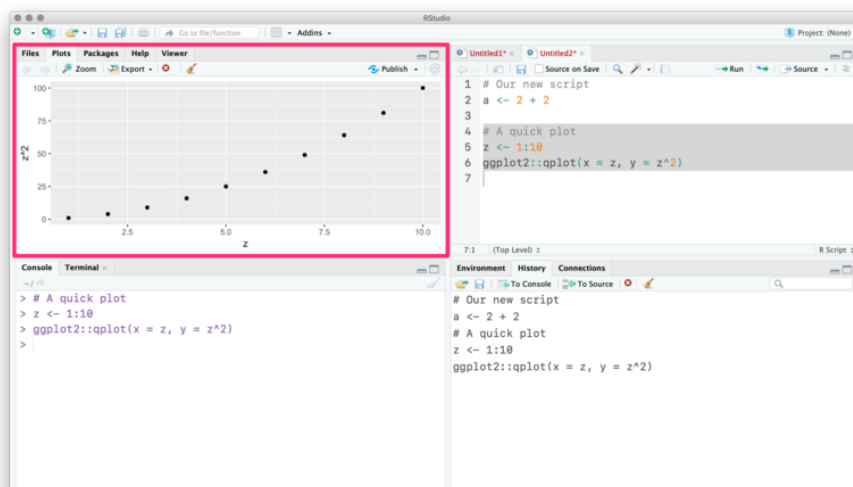 RStudio
Go to file/function
Addins
Project: (None)
Files Plots Packages Help Viewer
Zoom Export Publish
100
75
50
25
0
z^2
2.5 5.0 7.5 10.0
z
Untitled1* Untitled2*
Source on Save Run Source
1 # Our new script
2 a <- 2 + 2
3
4 # A quick plot
5 z <- 1:10
6 ggplot2::qplot(x = z, y = z^2)
7
7:1 (Top Level) R Script
Console Terminal
~/
> # A quick plot
> z <- 1:10
> ggplot2::qplot(x = z, y = z^2)
>
Environment History Connections
To Console To Source
# Our new script
a <- 2 + 2
# A quick plot
z <- 1:10
ggplot2::qplot(x = z, y = z^2)